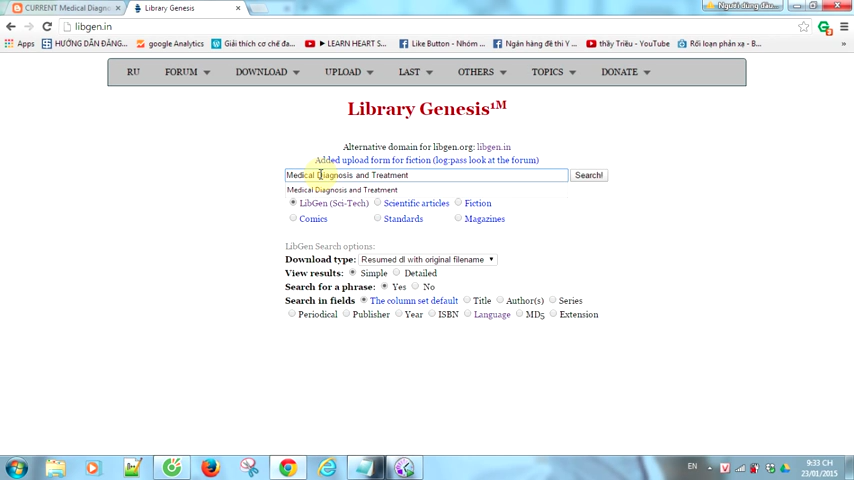 CURRENT Medical Diagno
Library Genesis
Người dùng đầu...
libgen.in
Apps
HƯỚNG DẪN ĐĂNG...
google Analytics
Giải thích cơ chế đa...
LEARN HEART S...
Like Button - Nhóm ...
Ngân hàng đề thi Y ...
thầy Triều - YouTube
Rối loạn phản xạ - B...
RU FORUM DOWNLOAD UPLOAD LAST OTHERS TOPICS DONATE
Library Genesis1M
Alternative domain for libgen.org: libgen.in
Added upload form for fiction (log:pass look at the forum)
Medical Diagnosis and Treatment Search!
Medical Diagnosis and Treatment
LibGen (Sci-Tech) Scientific articles Fiction
Comics Standards Magazines
LibGen Search options:
Download type: Resumed dl with original filename
View results: Simple Detailed
Search for a phrase: Yes No
Search in fields The column set default Title Author(s) Series
Periodical Publisher Year ISBN Language MD5 Extension
EN
9:33 CH
23/01/2015